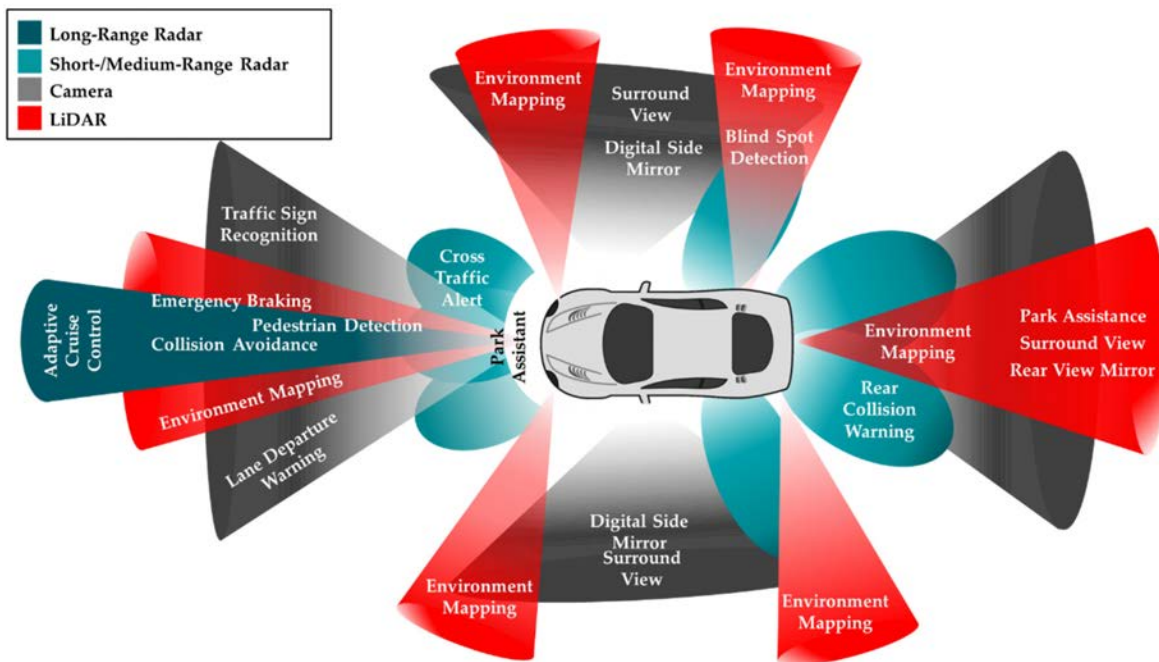 Long-Range Radar
Short-/Medium-Range Radar
Camera
LiDAR
Environment
Mapping
Surround
View
Digital Side
Mirror
Environment
Mapping
Blind Spot
Detection
Traffic Sign
Recognition
Cross
Traffic
Alert
Adaptive
Cruise
Control
Emergency Braking
Pedestrian Detection
Collision Avoidance
Environment Mapping
Lane Departure
Warning
Park
Assistant
Environment
Mapping
Park Assistance
Surround View
Rear View Mirror
Rear
Collision
Warning
Environment
Mapping
Digital Side
Mirror
Surround
View
Environment
Mapping